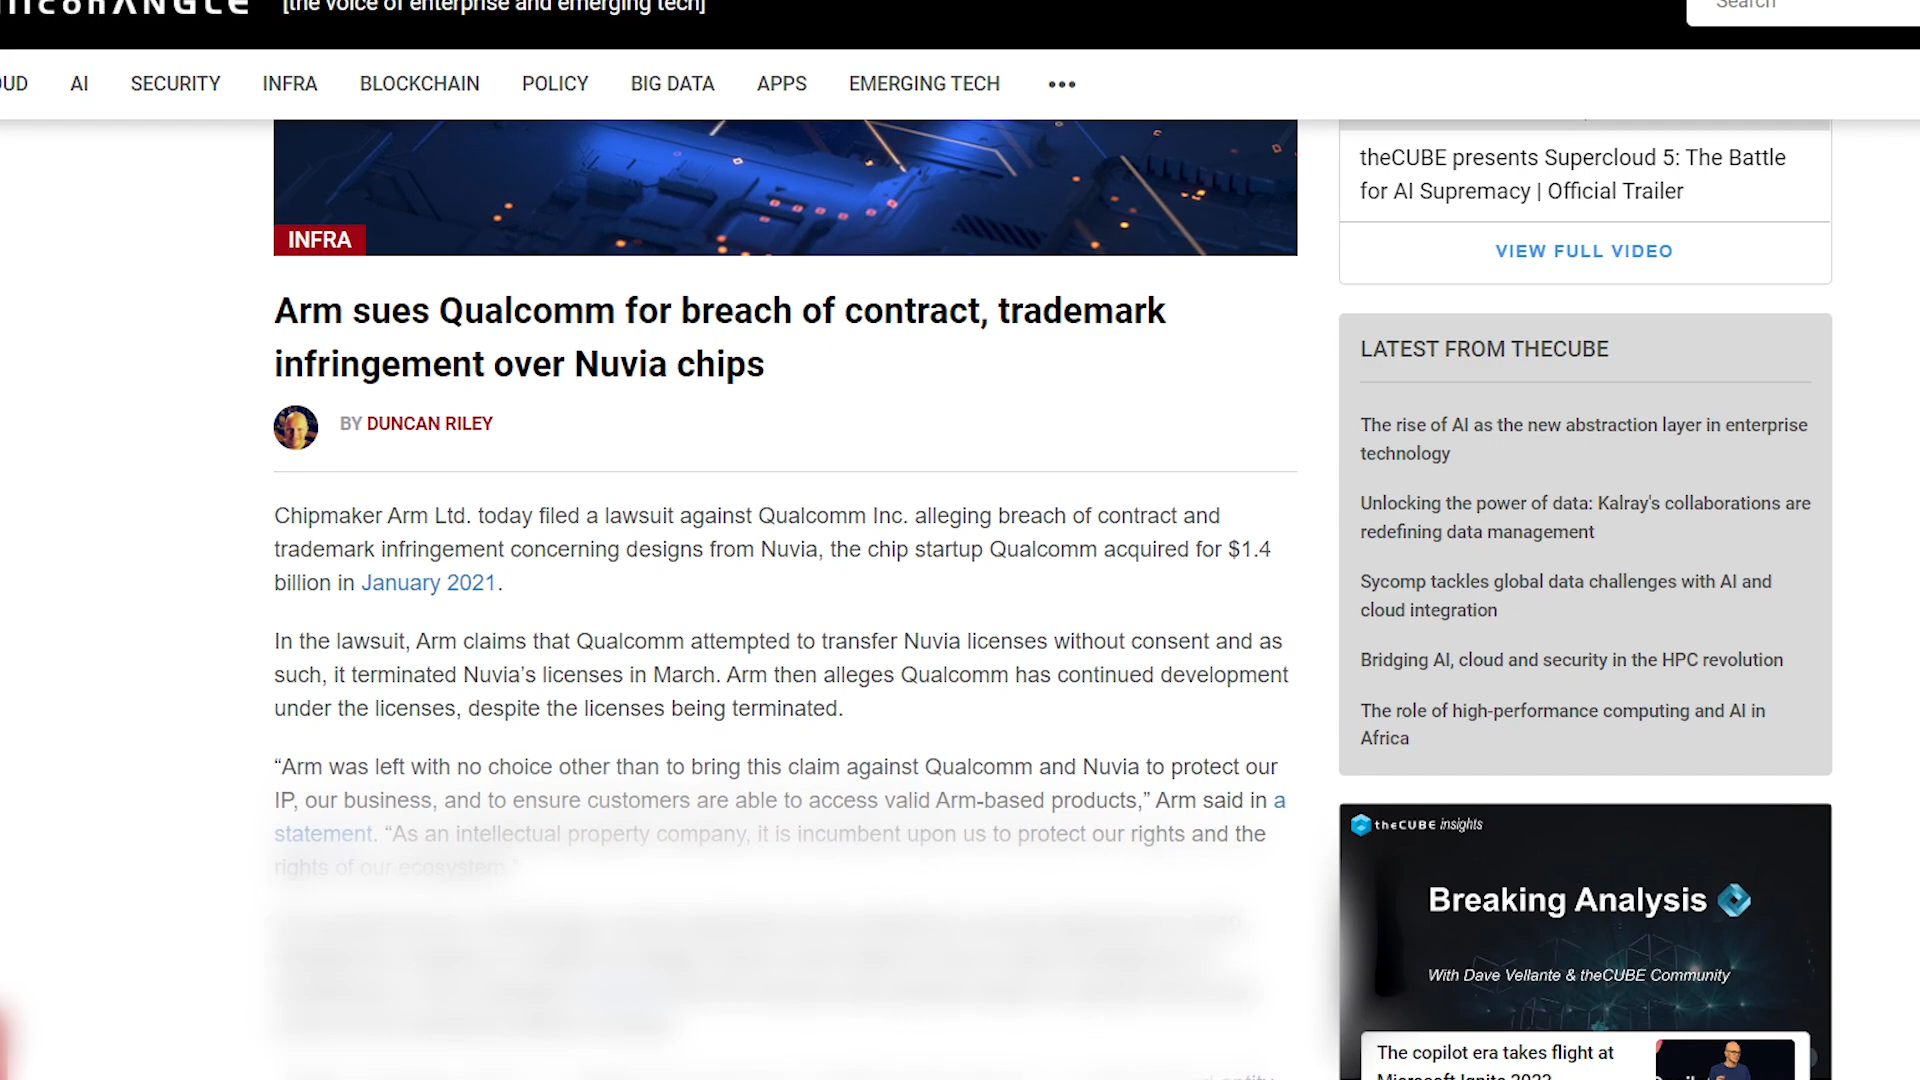 [the voice of enterprise and emerging tech]
Search
AI SECURITY INFRA BLOCKCHAIN POLICY BIG DATA APPS EMERGING TECH •••
INFRA
Arm sues Qualcomm for breach of contract, trademark
infringement over Nuvia chips
BY DUNCAN RILEY
Chipmaker Arm Ltd. today filed a lawsuit against Qualcomm Inc. alleging breach of contract and
trademark infringement concerning designs from Nuvia, the chip startup Qualcomm acquired for $1.4
billion in January 2021.
In the lawsuit, Arm claims that Qualcomm attempted to transfer Nuvia licenses without consent and as
such, it terminated Nuvia’s licenses in March. Arm then alleges Qualcomm has continued development
under the licenses, despite the licenses being terminated.
“Arm was left with no choice other than to bring this claim against Qualcomm and Nuvia to protect our
IP, our business, and to ensure customers are able to access valid Arm-based products,” Arm said in a
statement. “As an intellectual property company, it is incumbent upon us to protect our rights and the
rights of our ecosystem.”
theCUBE presents Supercloud 5: The Battle
for AI Supremacy | Official Trailer
VIEW FULL VIDEO
LATEST FROM THECUBE
The rise of AI as the new abstraction layer in enterprise
technology
Unlocking the power of data: Kalray's collaborations are
redefining data management
Sycomp tackles global data challenges with AI and
cloud integration
Bridging AI, cloud and security in the HPC revolution
The role of high-performance computing and AI in
Africa
theCUBE insights
Breaking Analysis
With Dave Vellante & theCUBE Community
The copilot era takes flight at
Microsoft Ignite 2023